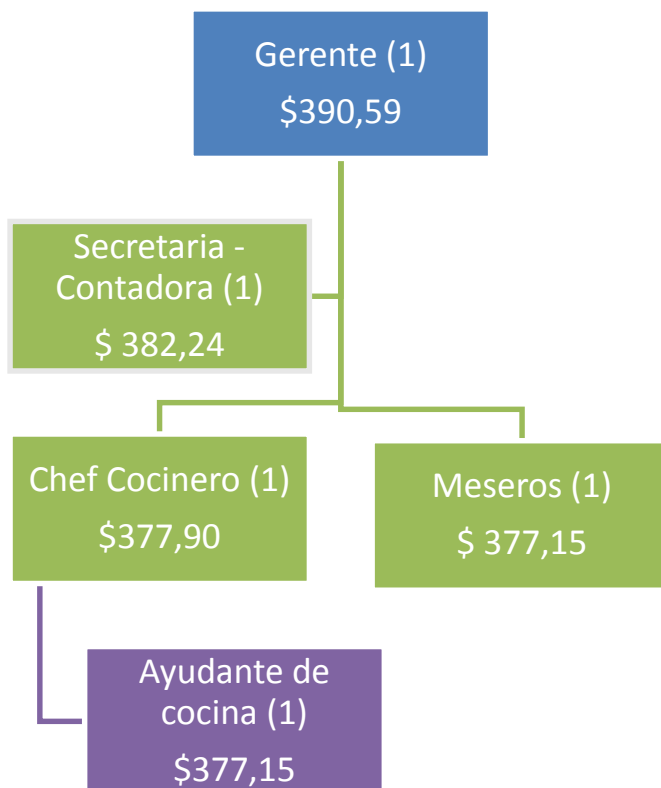 Gerente (1)
$390,59
Secretaria -
Contadora (1)
$ 382,24
Chef Cocinero (1)
$377,90
Meseros (1)
$ 377,15
Ayudante de
cocina (1)
$377,15